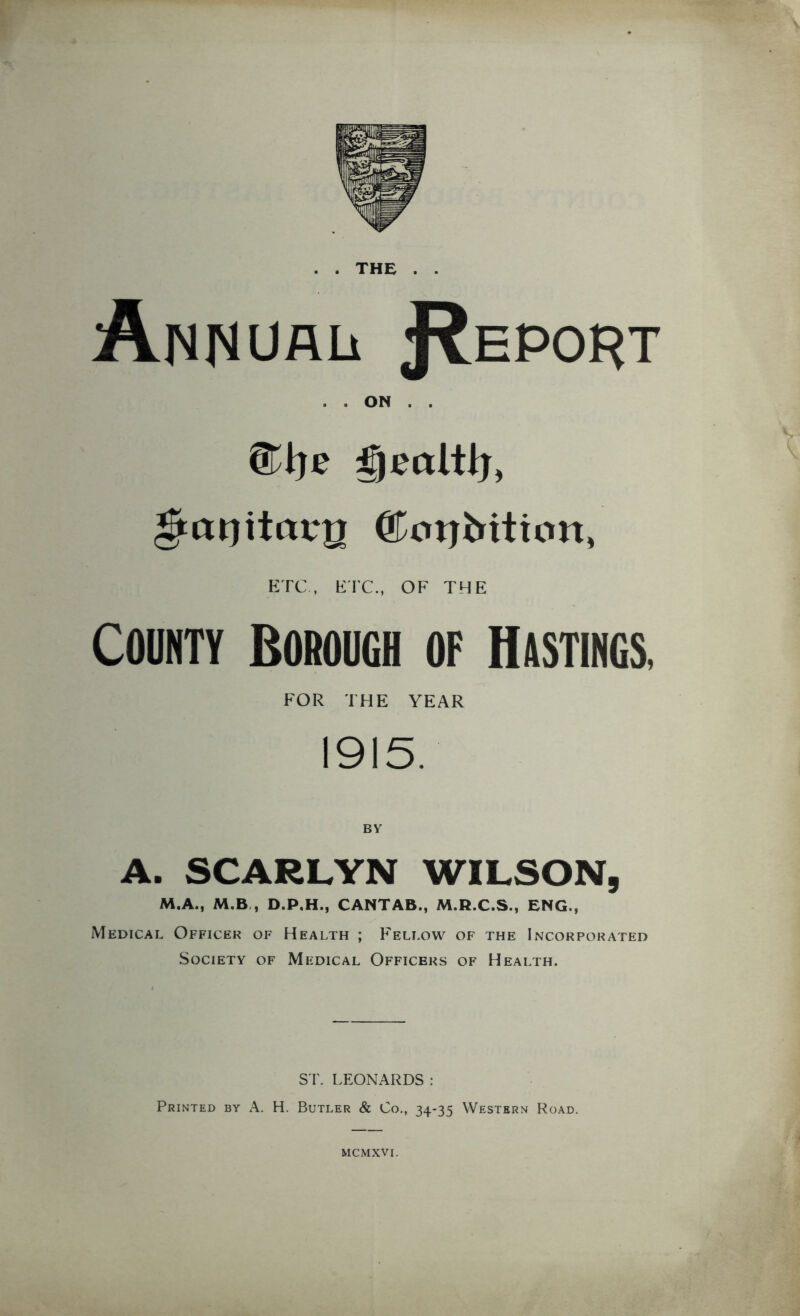 . . THE . .
ANNUAL REPORT
. . ON . .
The Health,
Sanitary Condition,
ETC., ETC., OF THE
COUNTY BOROUGH OF HASTINGS,
FOR THE YEAR
1915.
BY
A. SCARLYN WILSON,
M.A., M.B., D.P.H., CANTAB., M.R.C.S., ENG.,
MEDICAL OFFICER OF HEALTH ; FELLOW OF THE INCORPORATED
SOCIETY OF MEDICAL OFFICERS OF HEALTH.
ST. LEONARDS :
PRINTED BY A. H. BUTLER & CO., 34-35 WESTERN ROAD.
MCMXVI.